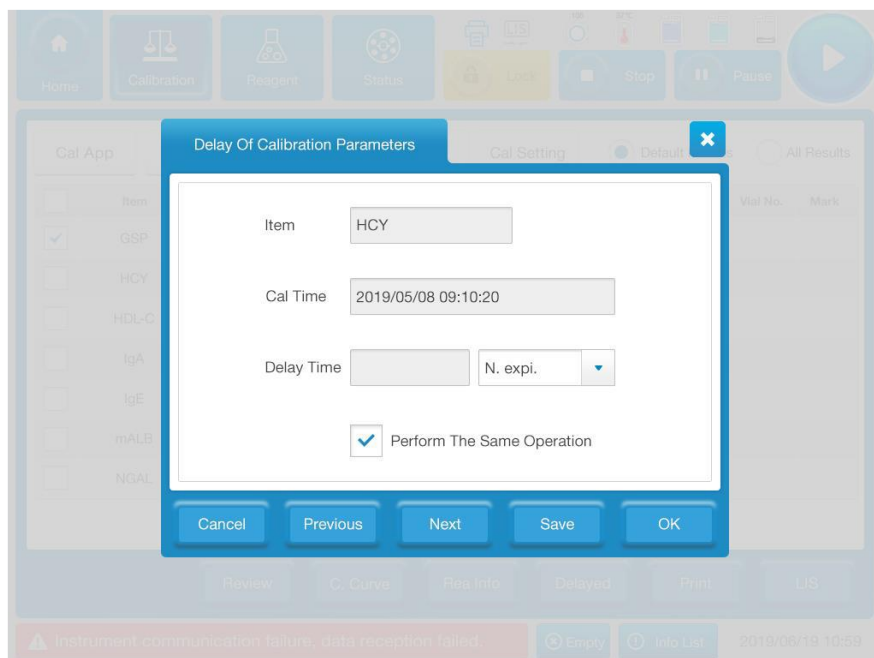 LIS
Home
Calibration
Reagent
Status
Lock
Stop
Pause
Delay Of Calibration Parameters
Cal App
Cal Setting
Default
All Results
Item
Vial No.
Mark
GSP
HCY
HDL-C
IgA
IgE
mALB
NGAL
Item HCY
Cal Time 2019/05/08 09:10:20
Delay Time N. expi.
Perform The Same Operation
Cancel Previous Next Save OK
Review C. Curve Rea Info Delayed Print LIS
Instrument communication failure, data reception failed. Empty Info List 2019/06/19 10:59